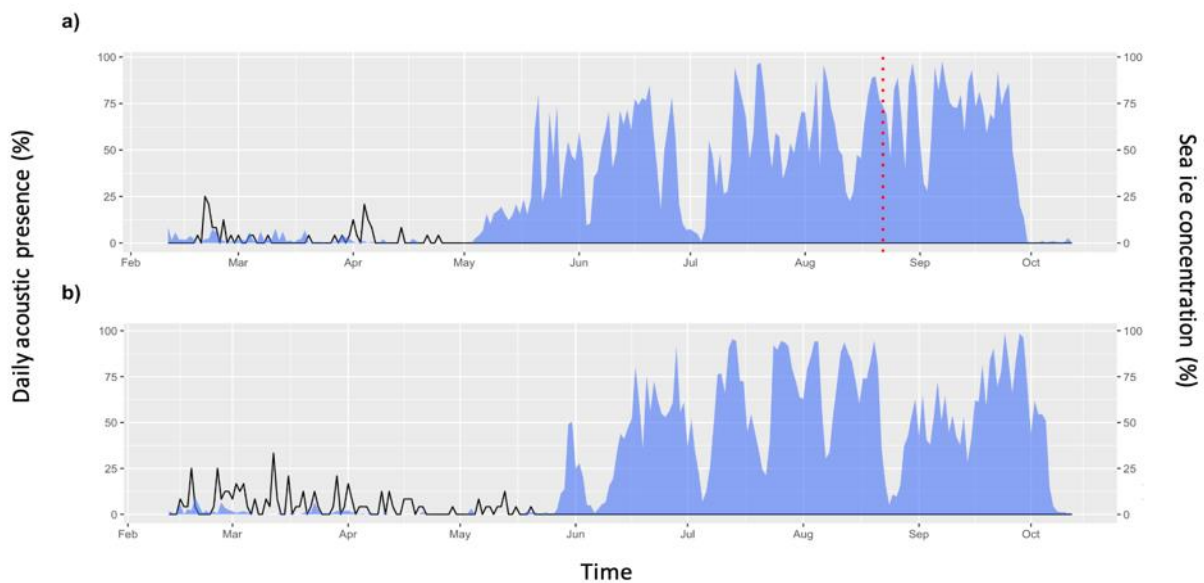 a)
100 75 50 25 0
100 75 50 25 0
Feb Mar Apr May Jun Jul Aug Sep Oct
b)
100 75 50 25 0
100 75 50 25 0
Feb Mar Apr May Jun Jul Aug Sep Oct
Daily acoustic presence (%)
Sea ice concentration (%)
Time